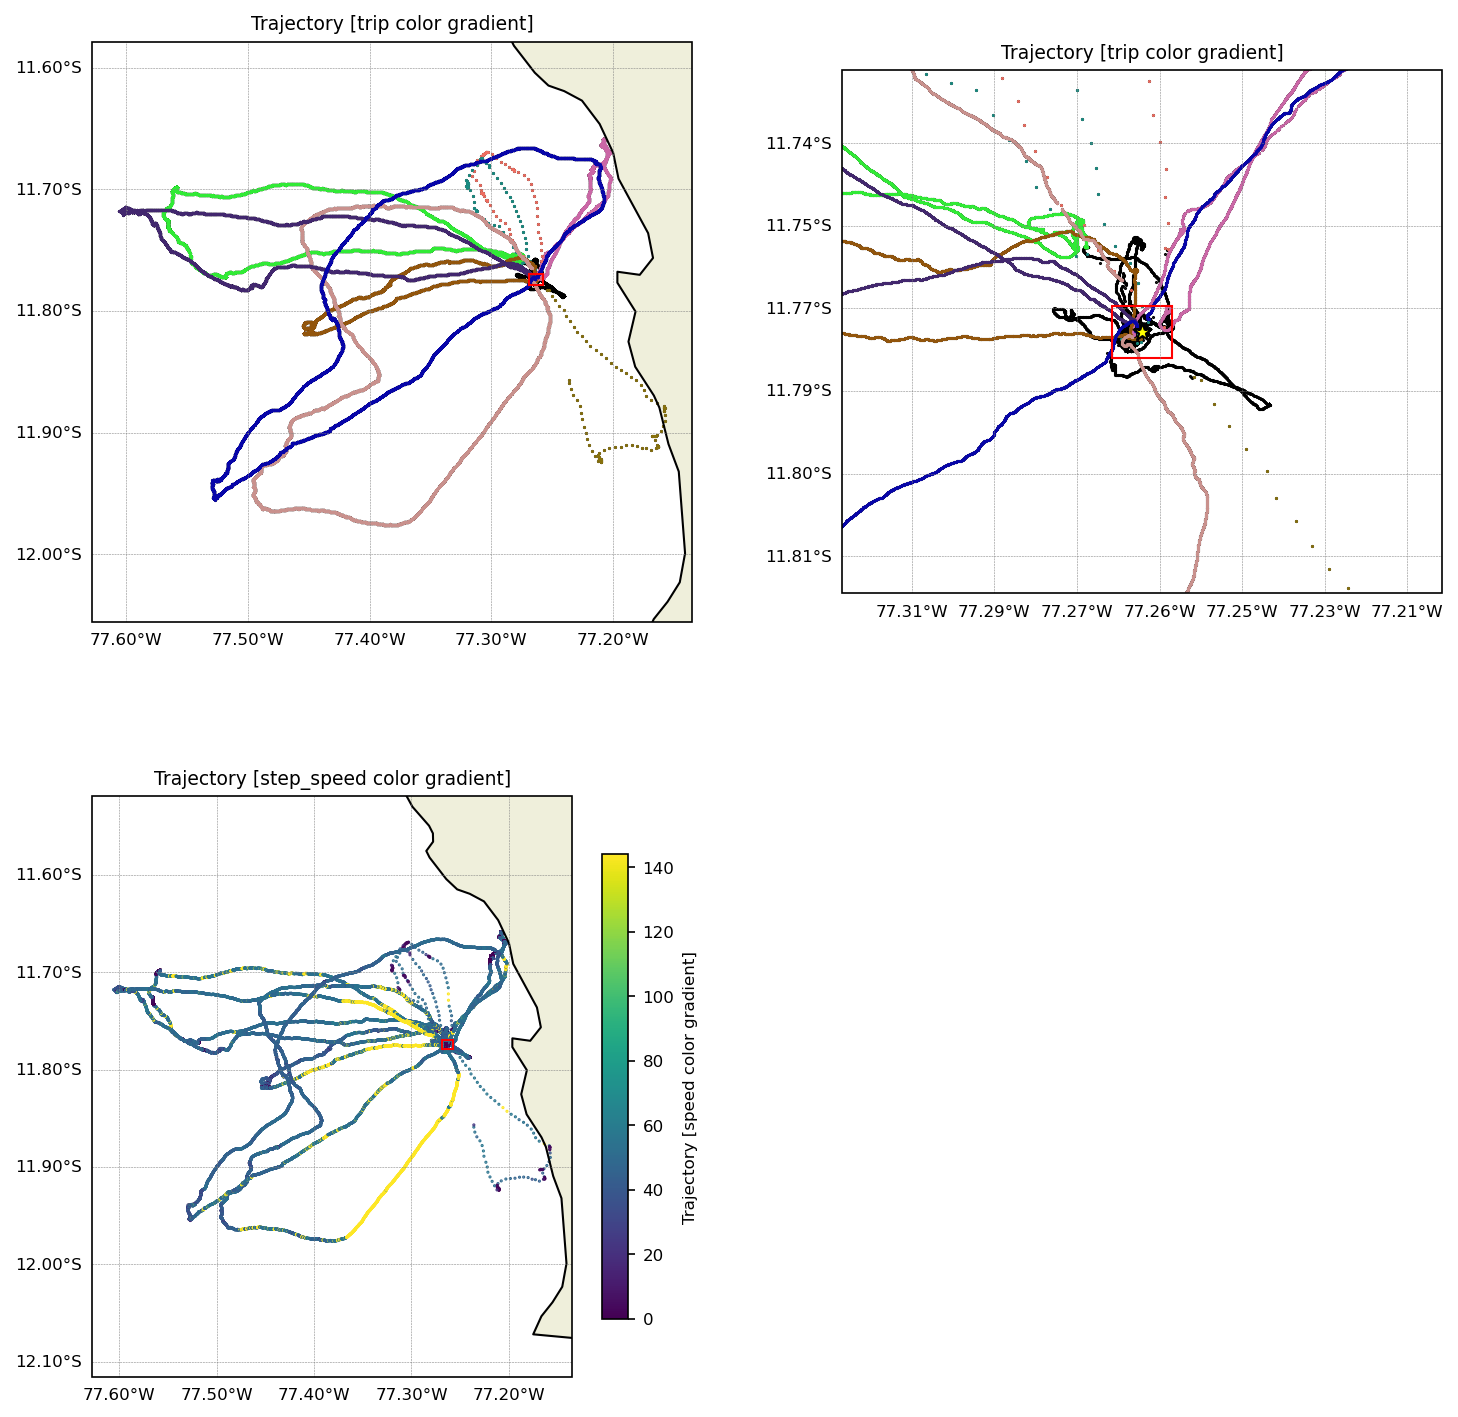 Trajectory [trip color gradient]
11.60°S
11.70°S
11.80°S
11.90°S
12.00°S
77.60°W 77.50°W 77.40°W 77.30°W 77.20°W
Trajectory [trip color gradient]
11.74°S
11.75°S
11.77°S
11.79°S
11.80°S
11.81°S
77.31°W 77.29°W 77.27°W 77.26°W 77.25°W 77.23°W 77.21°W
Trajectory [step_speed color gradient]
11.60°S
11.70°S
11.80°S
11.90°S
12.00°S
12.10°S
77.60°W 77.50°W 77.40°W 77.30°W 77.20°W
140
120
100
80
60
40
20
0
Trajectory [speed color gradient]